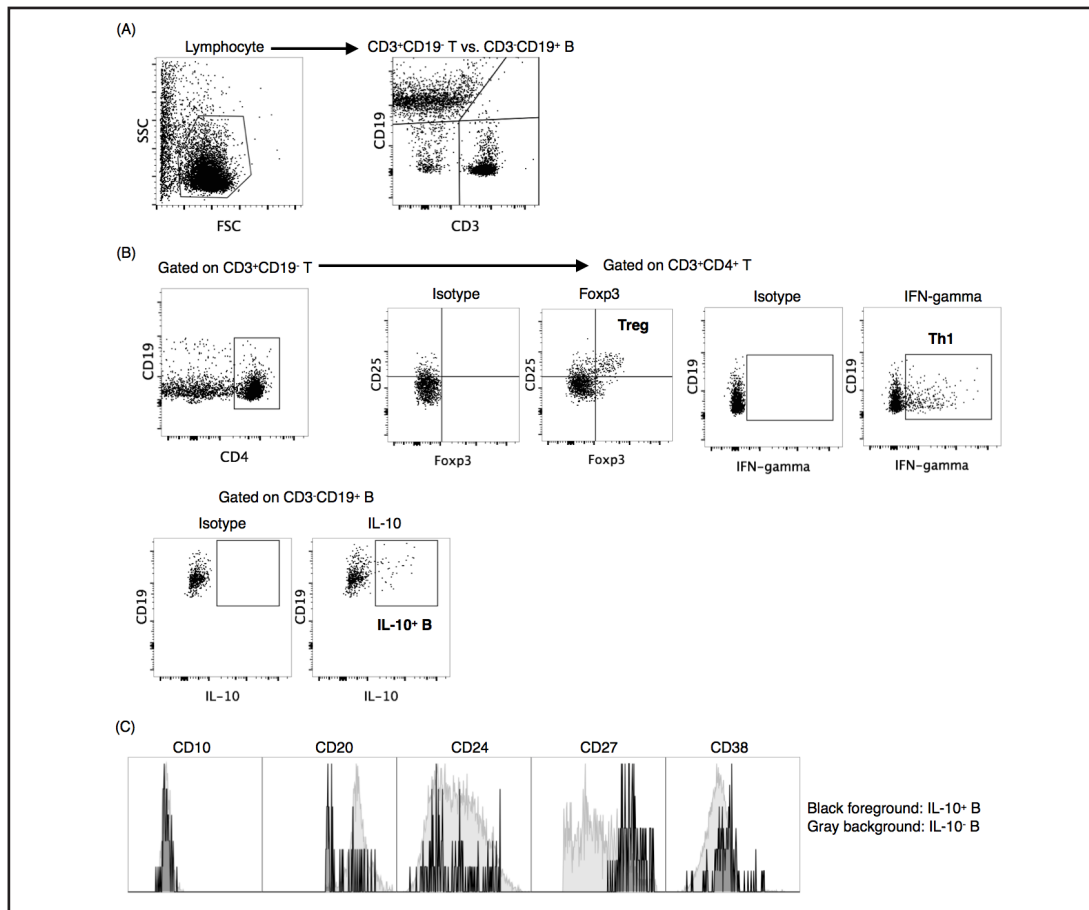 (A)
Lymphocyte
CD3⁺CD19⁻ T vs. CD3⁻CD19⁺ B
SSC
FSC
CD19
CD3
(B)
Gated on CD3⁺CD19⁻ T
Gated on CD3⁺CD4⁺ T
CD19
CD4
Isotype
CD25
Foxp3
Foxp3
Treg
CD25
Foxp3
Isotype
CD19
IFN-gamma
IFN-gamma
Th1
CD19
IFN-gamma
Gated on CD3⁻CD19⁺ B
Isotype
CD19
IL-10
IL-10
CD19
IL-10⁺ B
IL-10
(C)
CD10
CD20
CD24
CD27
CD38
Black foreground: IL-10⁺ B
Gray background: IL-10⁻ B